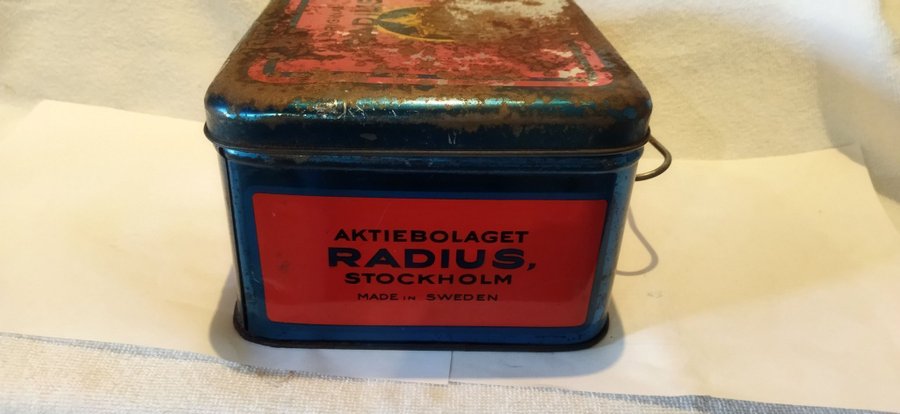 AKTIEBOLAGET
RADIUS,
STOCKHOLM
MADE IN SWEDEN